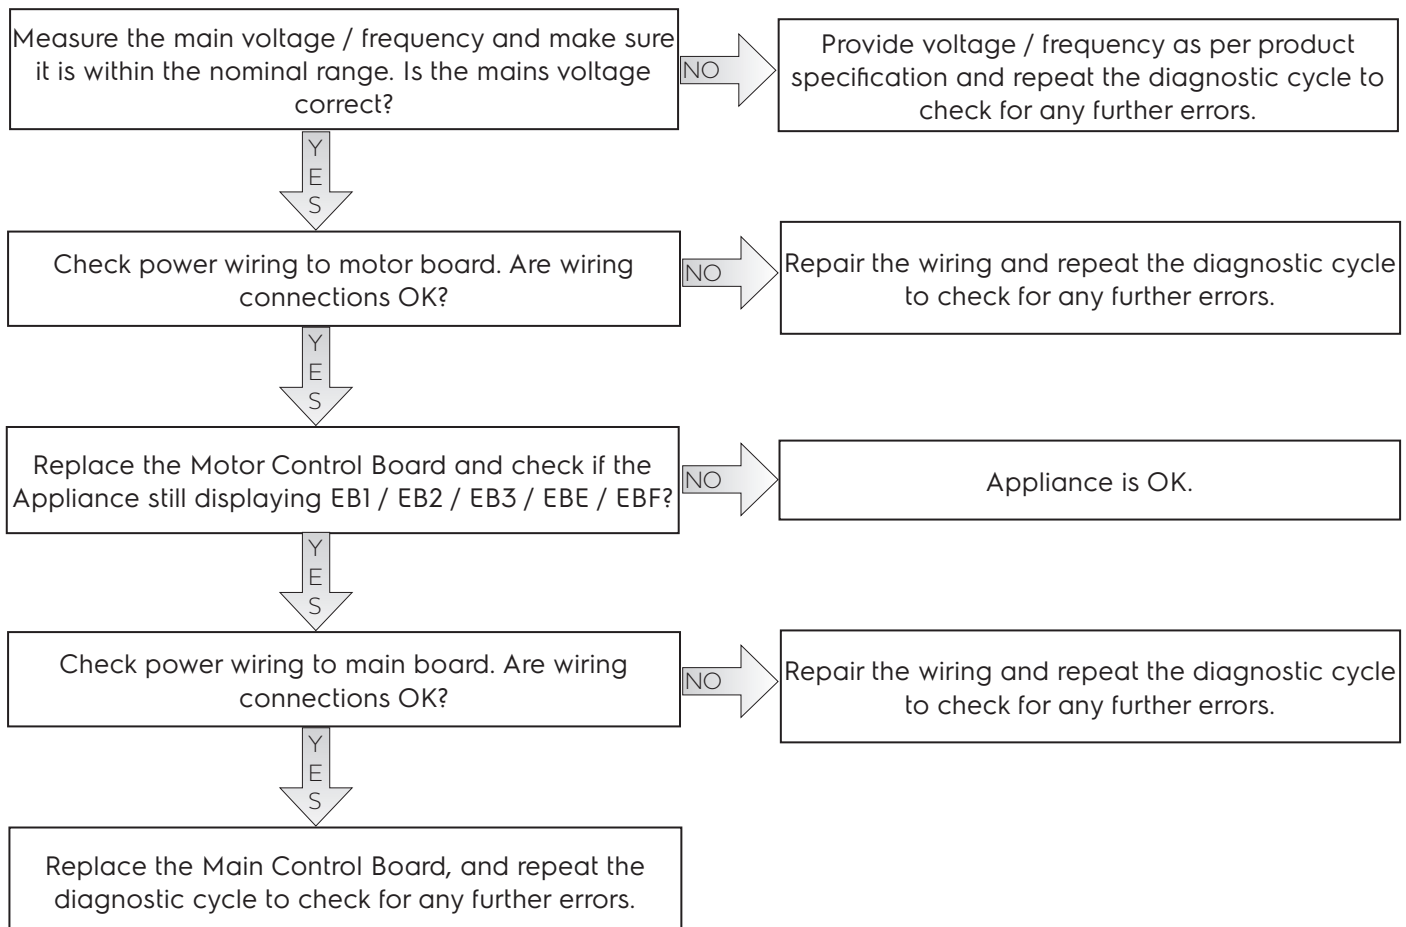 Measure the main voltage / frequency and make sure
it is within the nominal range. Is the mains voltage
correct?
NO
Provide voltage / frequency as per product
specification and repeat the diagnostic cycle to
check for any further errors.
Y
E
S
Check power wiring to motor board. Are wiring
connections OK?
NO
Repair the wiring and repeat the diagnostic cycle
to check for any further errors.
Y
E
S
Replace the Motor Control Board and check if the
Appliance still displaying EB1 / EB2 / EB3 / EBE / EBF?
NO
Appliance is OK.
Y
E
S
Check power wiring to main board. Are wiring
connections OK?
NO
Repair the wiring and repeat the diagnostic cycle
to check for any further errors.
Y
E
S
Replace the Main Control Board, and repeat the
diagnostic cycle to check for any further errors.